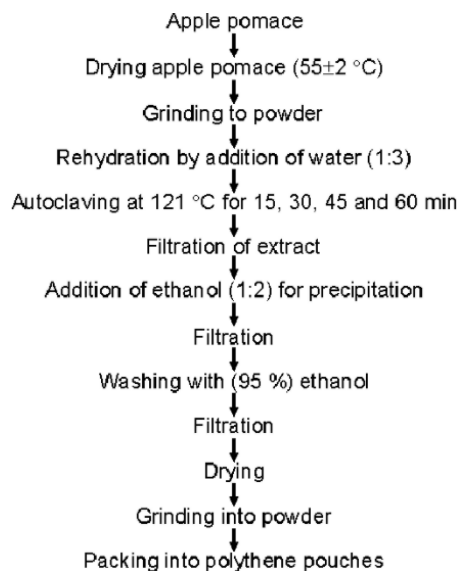 Apple pomace
Drying apple pomace (55±2 °C)
Grinding to powder
Rehydration by addition of water (1:3)
Autoclaving at 121 °C for 15, 30, 45 and 60 min
Filtration of extract
Addition of ethanol (1:2) for precipitation
Filtration
Washing with (95 %) ethanol
Filtration
Drying
Grinding into powder
Packing into polythene pouches